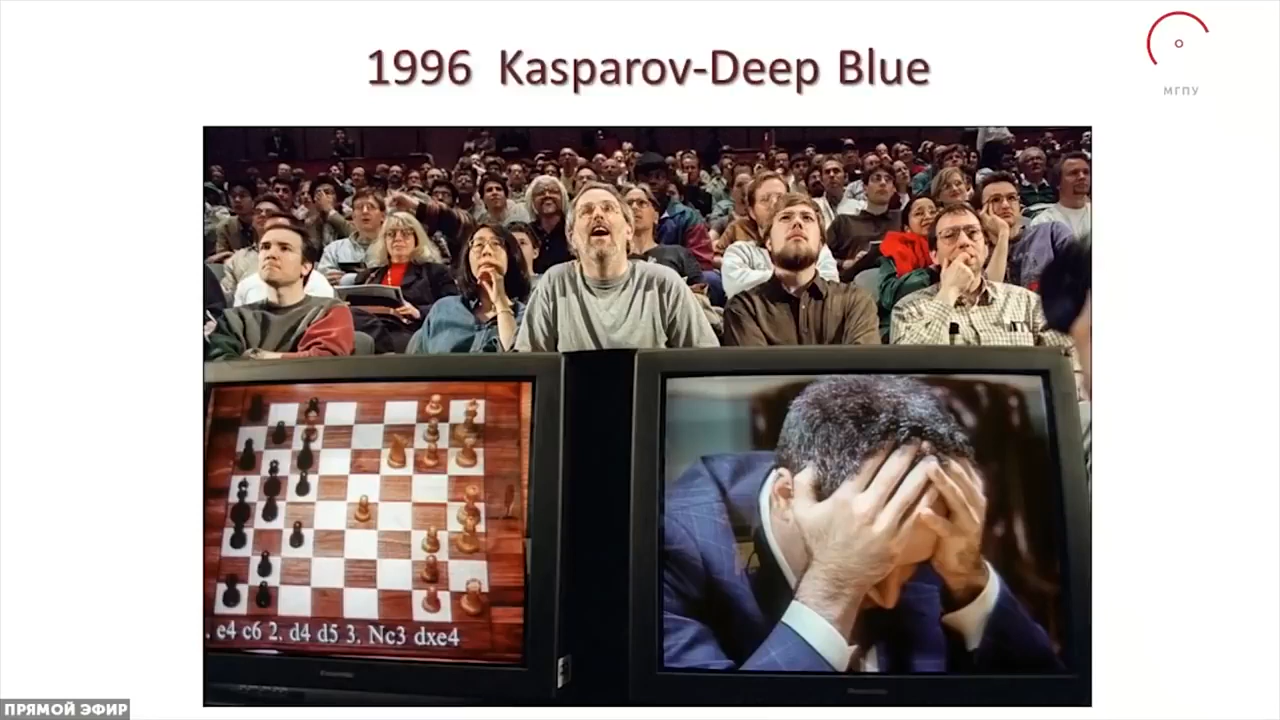 1996 Kasparov-Deep Blue
МГПУ
. e4 c6 2. d4 d5 3. Nc3 dxe4
ПРЯМОЙ ЭФИР